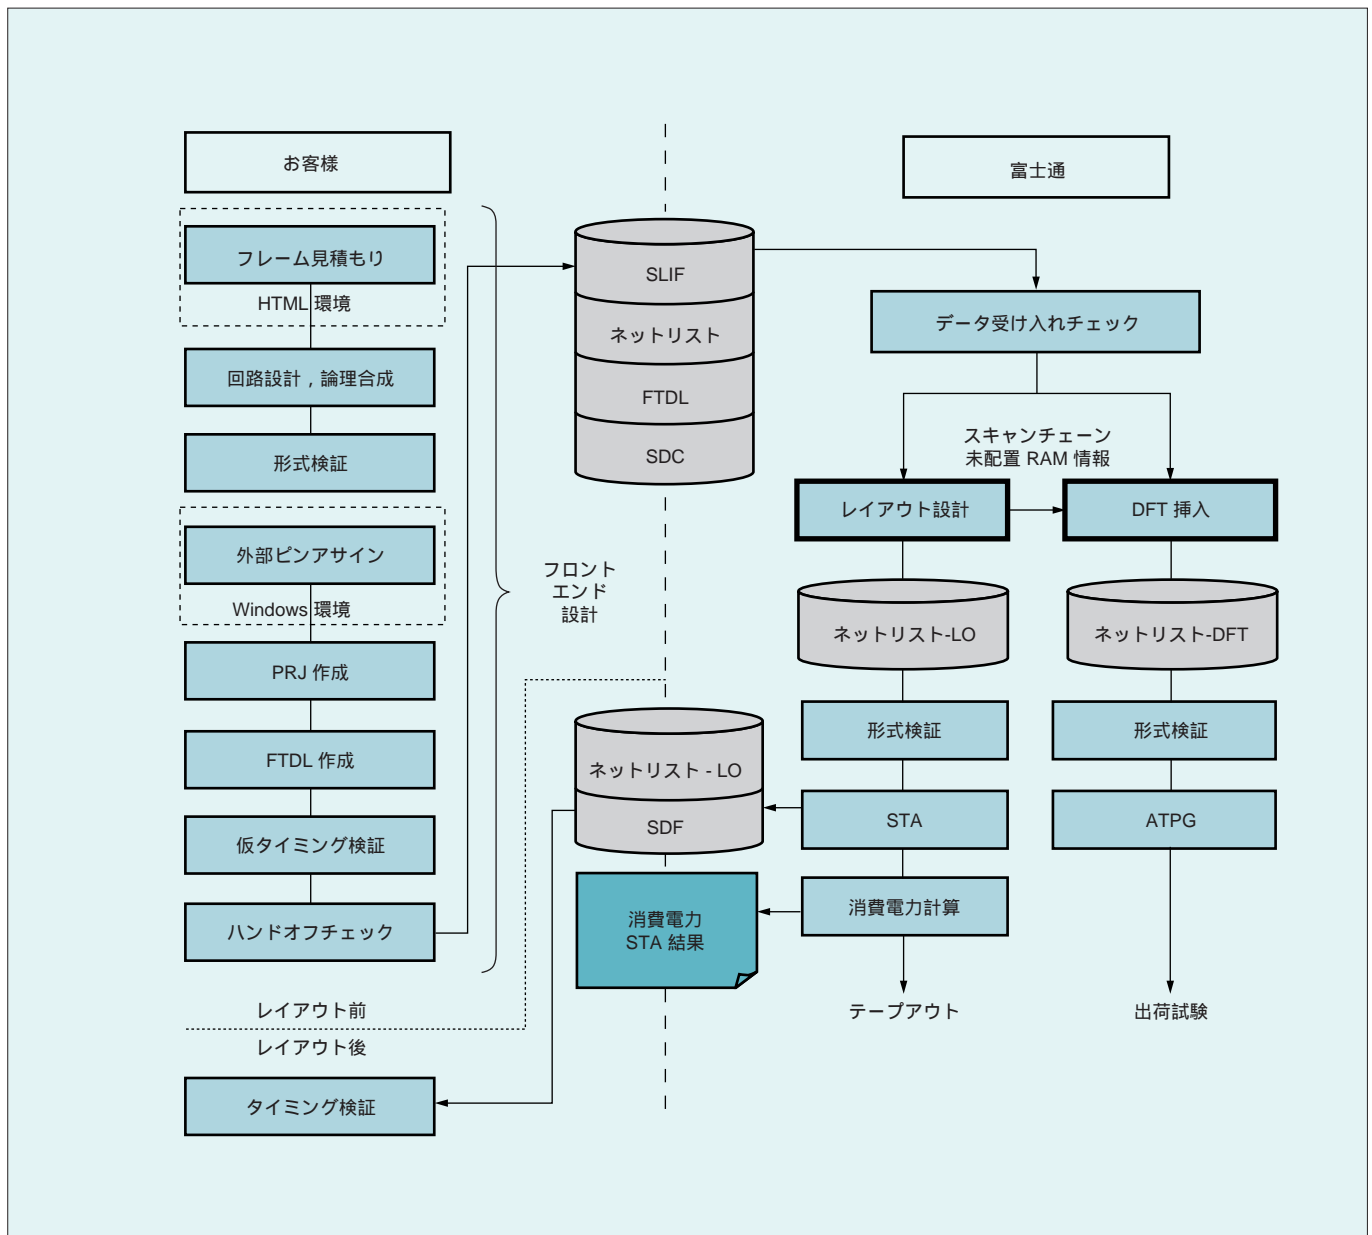 お客様
フレーム見積もり
HTML 環境
回路設計，論理合成
形式検証
外部ピンアサイン
Windows 環境
PRJ 作成
FTDL 作成
仮タイミング検証
ハンドオフチェック
レイアウト前
レイアウト後
タイミング検証
フロント
エンド
設計
SLIF
ネットリスト
FTDL
SDC
ネットリスト - LO
SDF
消費電力
STA 結果
富士通
データ受け入れチェック
スキャンチェーン
未配置 RAM 情報
レイアウト設計
DFT 挿入
ネットリスト-LO
ネットリスト-DFT
形式検証
形式検証
STA
ATPG
消費電力計算
テープアウト
出荷試験